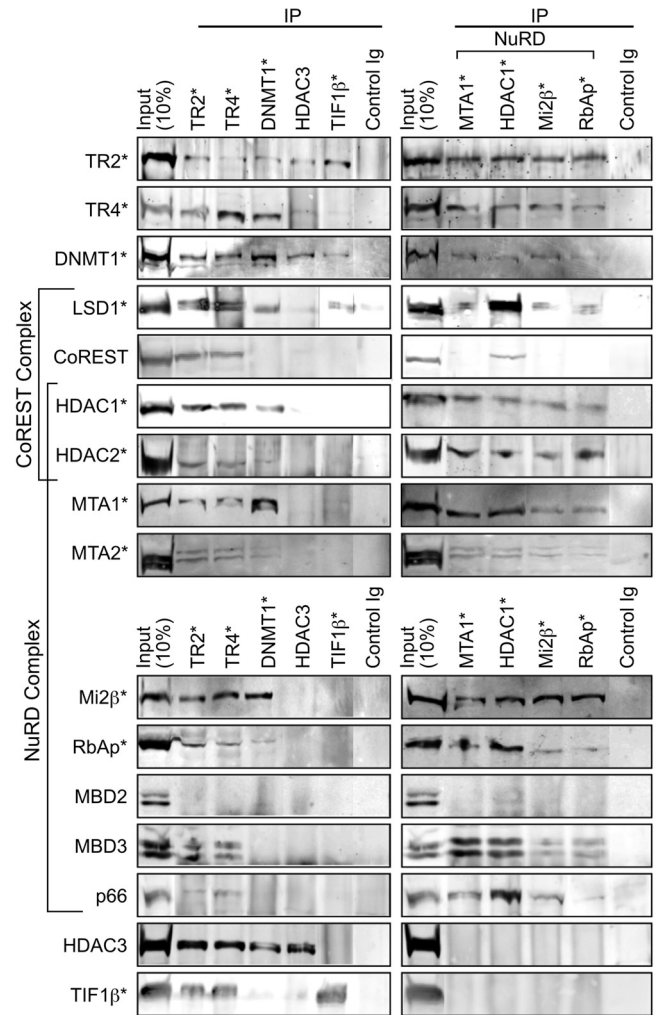 IP
IP
NuRD
Input (10%)
TR2*
TR4*
DNMT1*
HDAC3
TIF1β*
Control Ig
Input (10%)
MTA1*
HDAC1*
Mi2β*
RbAp*
Control Ig
TR2*
TR4*
DNMT1*
CoREST Complex
LSD1*
CoREST
HDAC1*
HDAC2*
MTA1*
MTA2*
Input (10%)
TR2*
TR4*
DNMT1*
HDAC3
TIF1β*
Control Ig
Input (10%)
MTA1*
HDAC1*
Mi2β*
RbAp*
Control Ig
NuRD Complex
Mi2β*
RbAp*
MBD2
MBD3
p66
HDAC3
TIF1β*